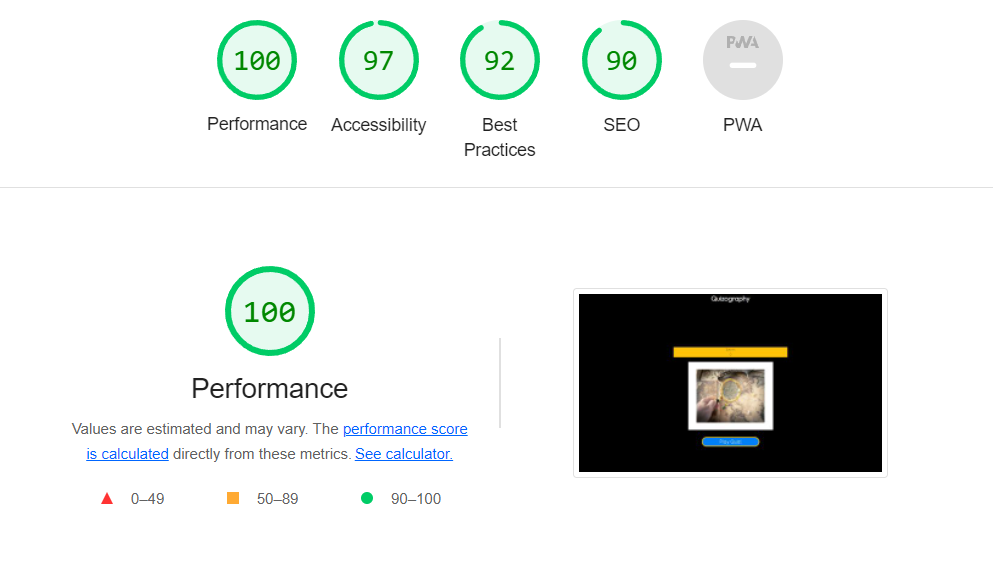 100
97
92
90
PWA
Performance
Accessibility
Best
Practices
SEO
PWA
100
Performance
Values are estimated and may vary. The performance score
is calculated directly from these metrics. See calculator.
0–49
50–89
90–100
Quizography
Play Quiz!